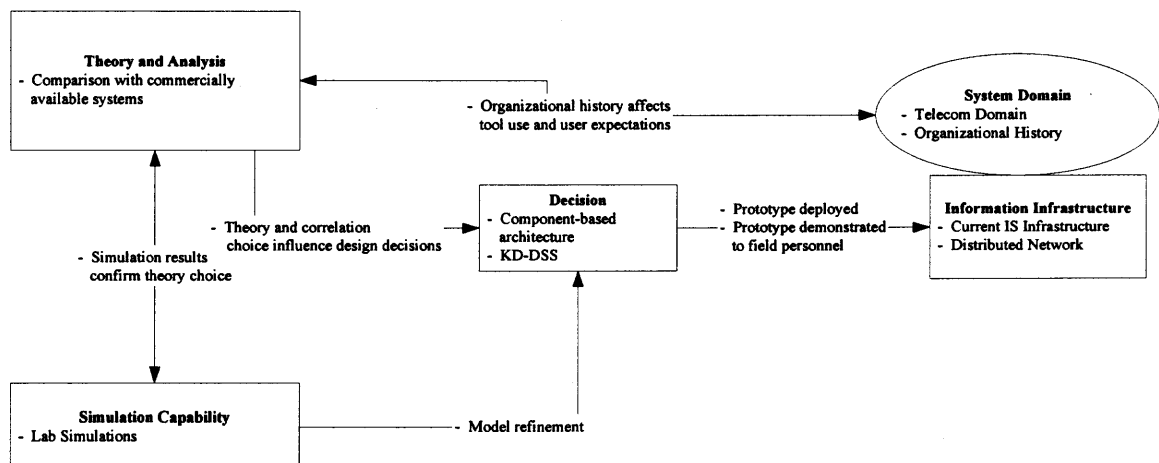 Theory and Analysis
- Comparison with commercially
available systems
- Organizational history affects
tool use and user expectations
System Domain
- Telecom Domain
- Organizational History
- Theory and correlation
choice influence design decisions
- Simulation results
confirm theory choice
Decision
- Component-based
architecture
- KD-DSS
- Prototype deployed
- Prototype demonstrated
to field personnel
Information Infrastructure
- Current IS Infrastructure
- Distributed Network
Simulation Capability
- Lab Simulations
- Model refinement